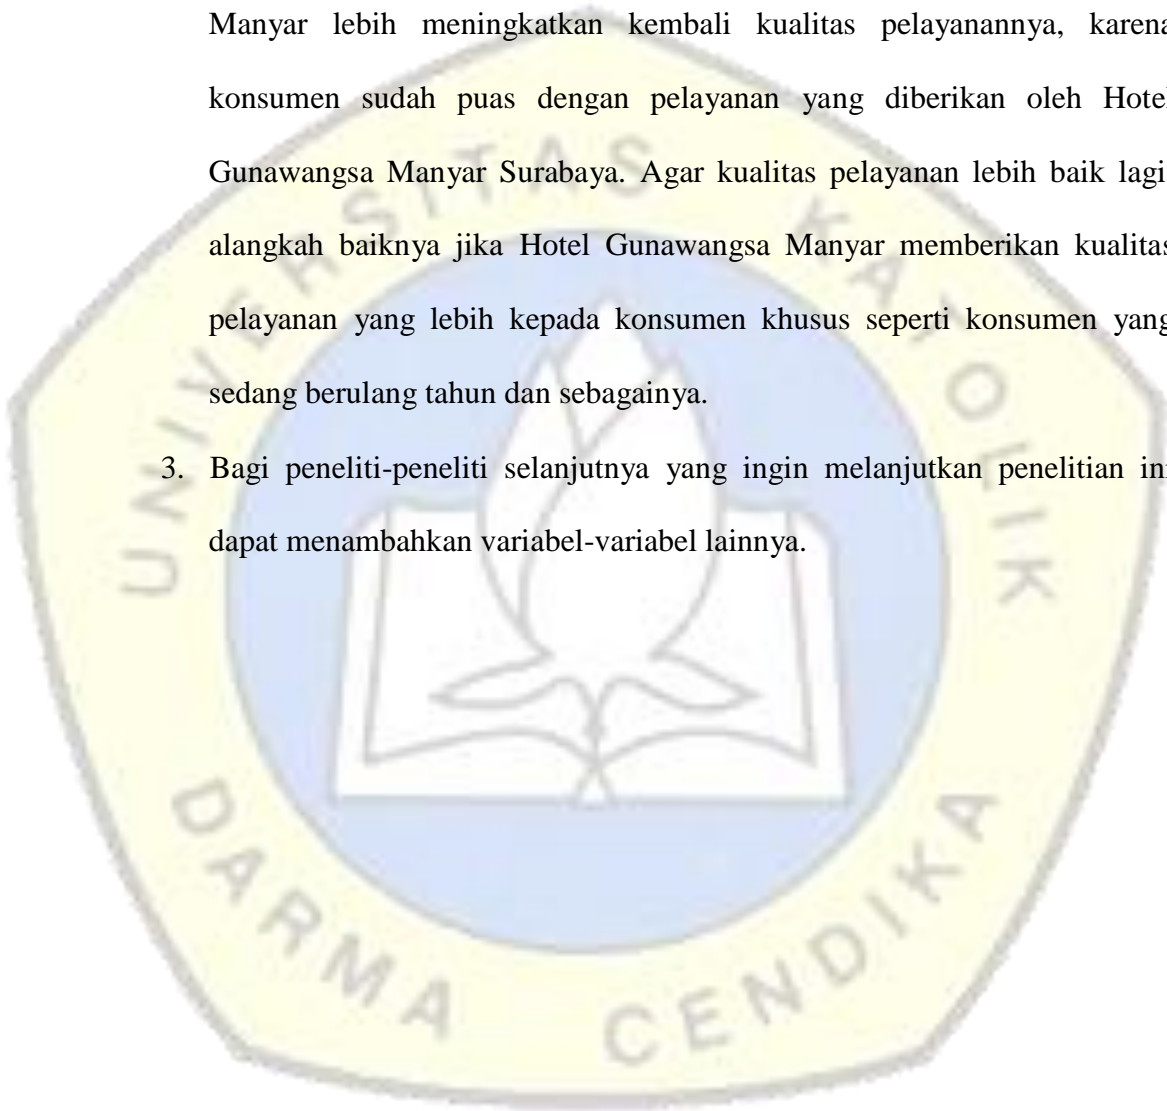 Manyar lebih meningkatkan kembali kualitas pelayanannya, karena
konsumen sudah puas dengan pelayanan yang diberikan oleh Hotel
Gunawangsa Manyar Surabaya. Agar kualitas pelayanan lebih baik lagi
alangkah baiknya jika Hotel Gunawangsa Manyar memberikan kualitas
pelayanan yang lebih kepada konsumen khusus seperti konsumen yang
sedang berulang tahun dan sebagainya.
3. Bagi peneliti-peneliti selanjutnya yang ingin melanjutkan penelitian ini
dapat menambahkan variabel-variabel lainnya.
UNIVERSITAS KATOLIK
DARMA CENDIKA